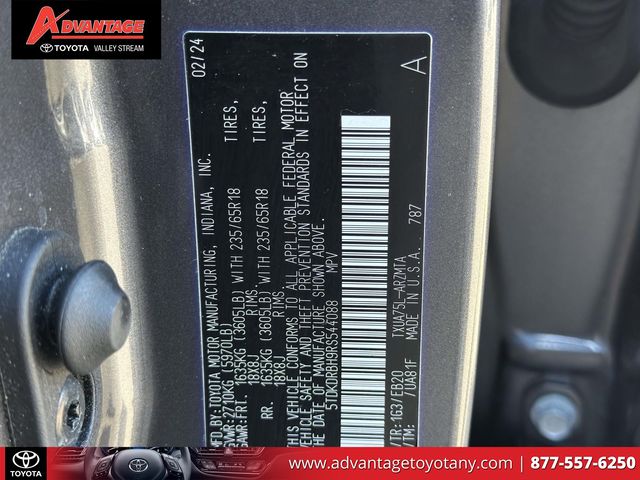 ADVANTAGE
TOYOTA VALLEY STREAM
02/24
MFD.BY:TOYOTA MOTOR MANUFACTURING, INDIANA, INC.
GVWR:2710KG (5970LB)
GAWR:FRT. 1635KG (3605LB) WITH 235/65R18 TIRES,
18X8J RIMS.
RR. 1635KG (3605LB) WITH 235/65R18 TIRES,
18X8J RIMS.
THIS VEHICLE CONFORMS TO ALL APPLICABLE FEDERAL MOTOR
VEHICLE SAFETY AND THEFT PREVENTION STANDARDS IN EFFECT ON
THE DATE OF MANUFACTURE SHOWN ABOVE.
MPV
A
C/TR:1G3/EB20 TXUA75L-ARZMTA
A/TM: /UA81F MADE IN U.S.A. 787
TOYOTA
www.advantagetoyotany.com 877-557-6250
TOYOTA